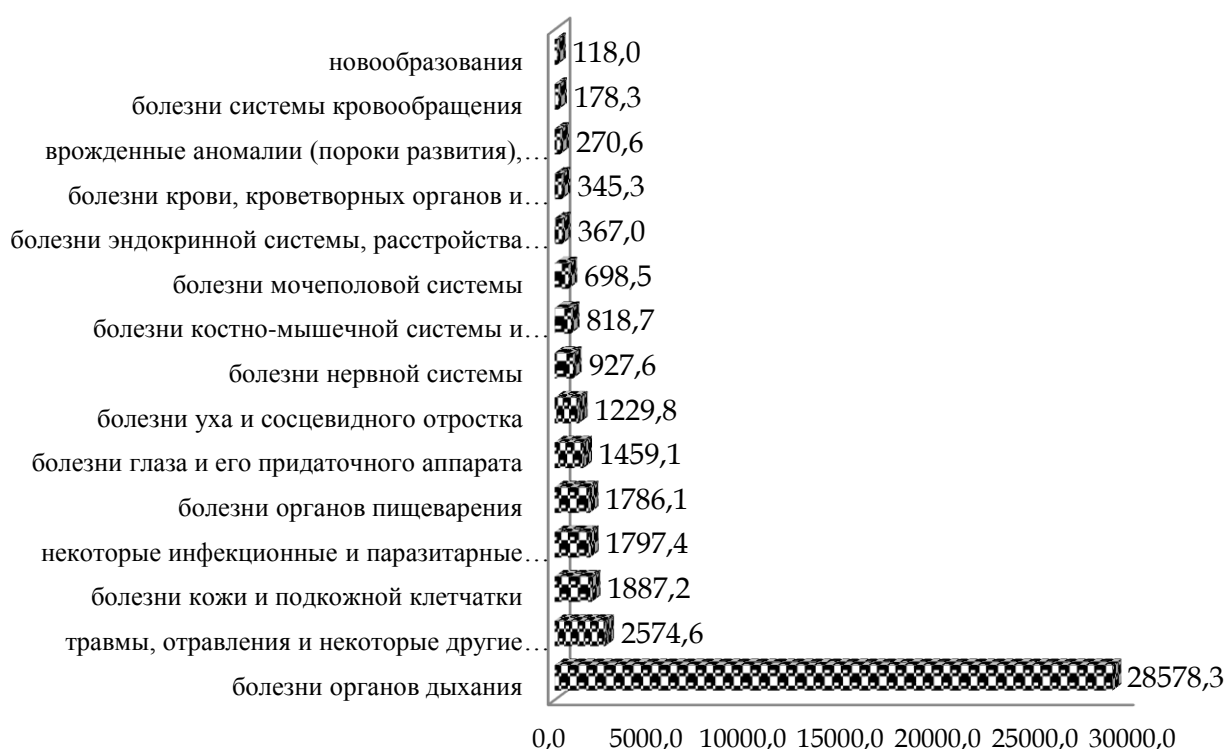 новообразования 118,0
болезни системы кровообращения 178,3
врожденные аномалии (пороки развития),… 270,6
болезни крови, кроветворных органов и… 345,3
болезни эндокринной системы, расстройства… 367,0
болезни мочеполовой системы 698,5
болезни костно-мышечной системы и… 818,7
болезни нервной системы 927,6
болезни уха и сосцевидного отростка 1229,8
болезни глаза и его придаточного аппарата 1459,1
болезни органов пищеварения 1786,1
некоторые инфекционные и паразитарные… 1797,4
болезни кожи и подкожной клетчатки 1887,2
травмы, отравления и некоторые другие… 2574,6
болезни органов дыхания 28578,3
0,0 5000,0 10000,0 15000,0 20000,0 25000,0 30000,0